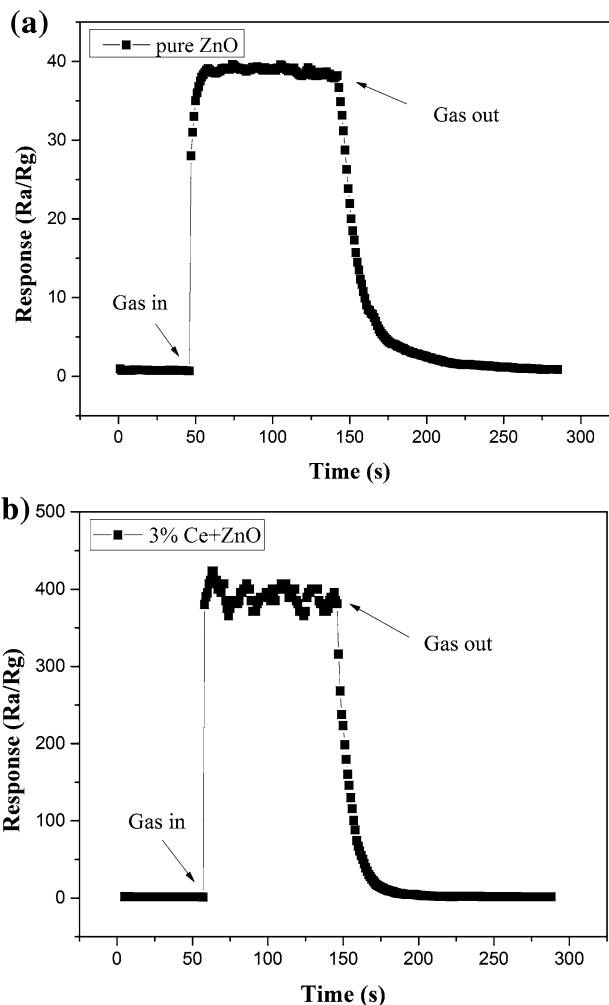 (a)
pure ZnO
40
30
20
10
0
Response (Ra/Rg)
Gas in
Gas out
0 50 100 150 200 250 300
Time (s)
b)
3% Ce+ZnO
500
400
300
200
100
0
Response (Ra/Rg)
Gas in
Gas out
0 50 100 150 200 250 300
Time (s)